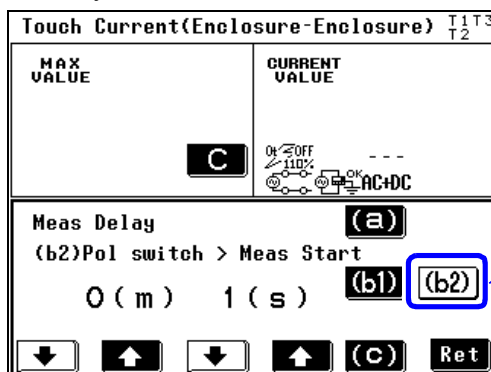 Touch Current(Enclosure-Enclosure) T1T3
T2
MAX
VALUE
CURRENT
VALUE
C
OFF
110%
- - -
OK
AC+DC
Meas Delay
(a)
(b2)Pol switch > Meas Start
0(m) 1(s)
(b1) (b2)
(c) Ret